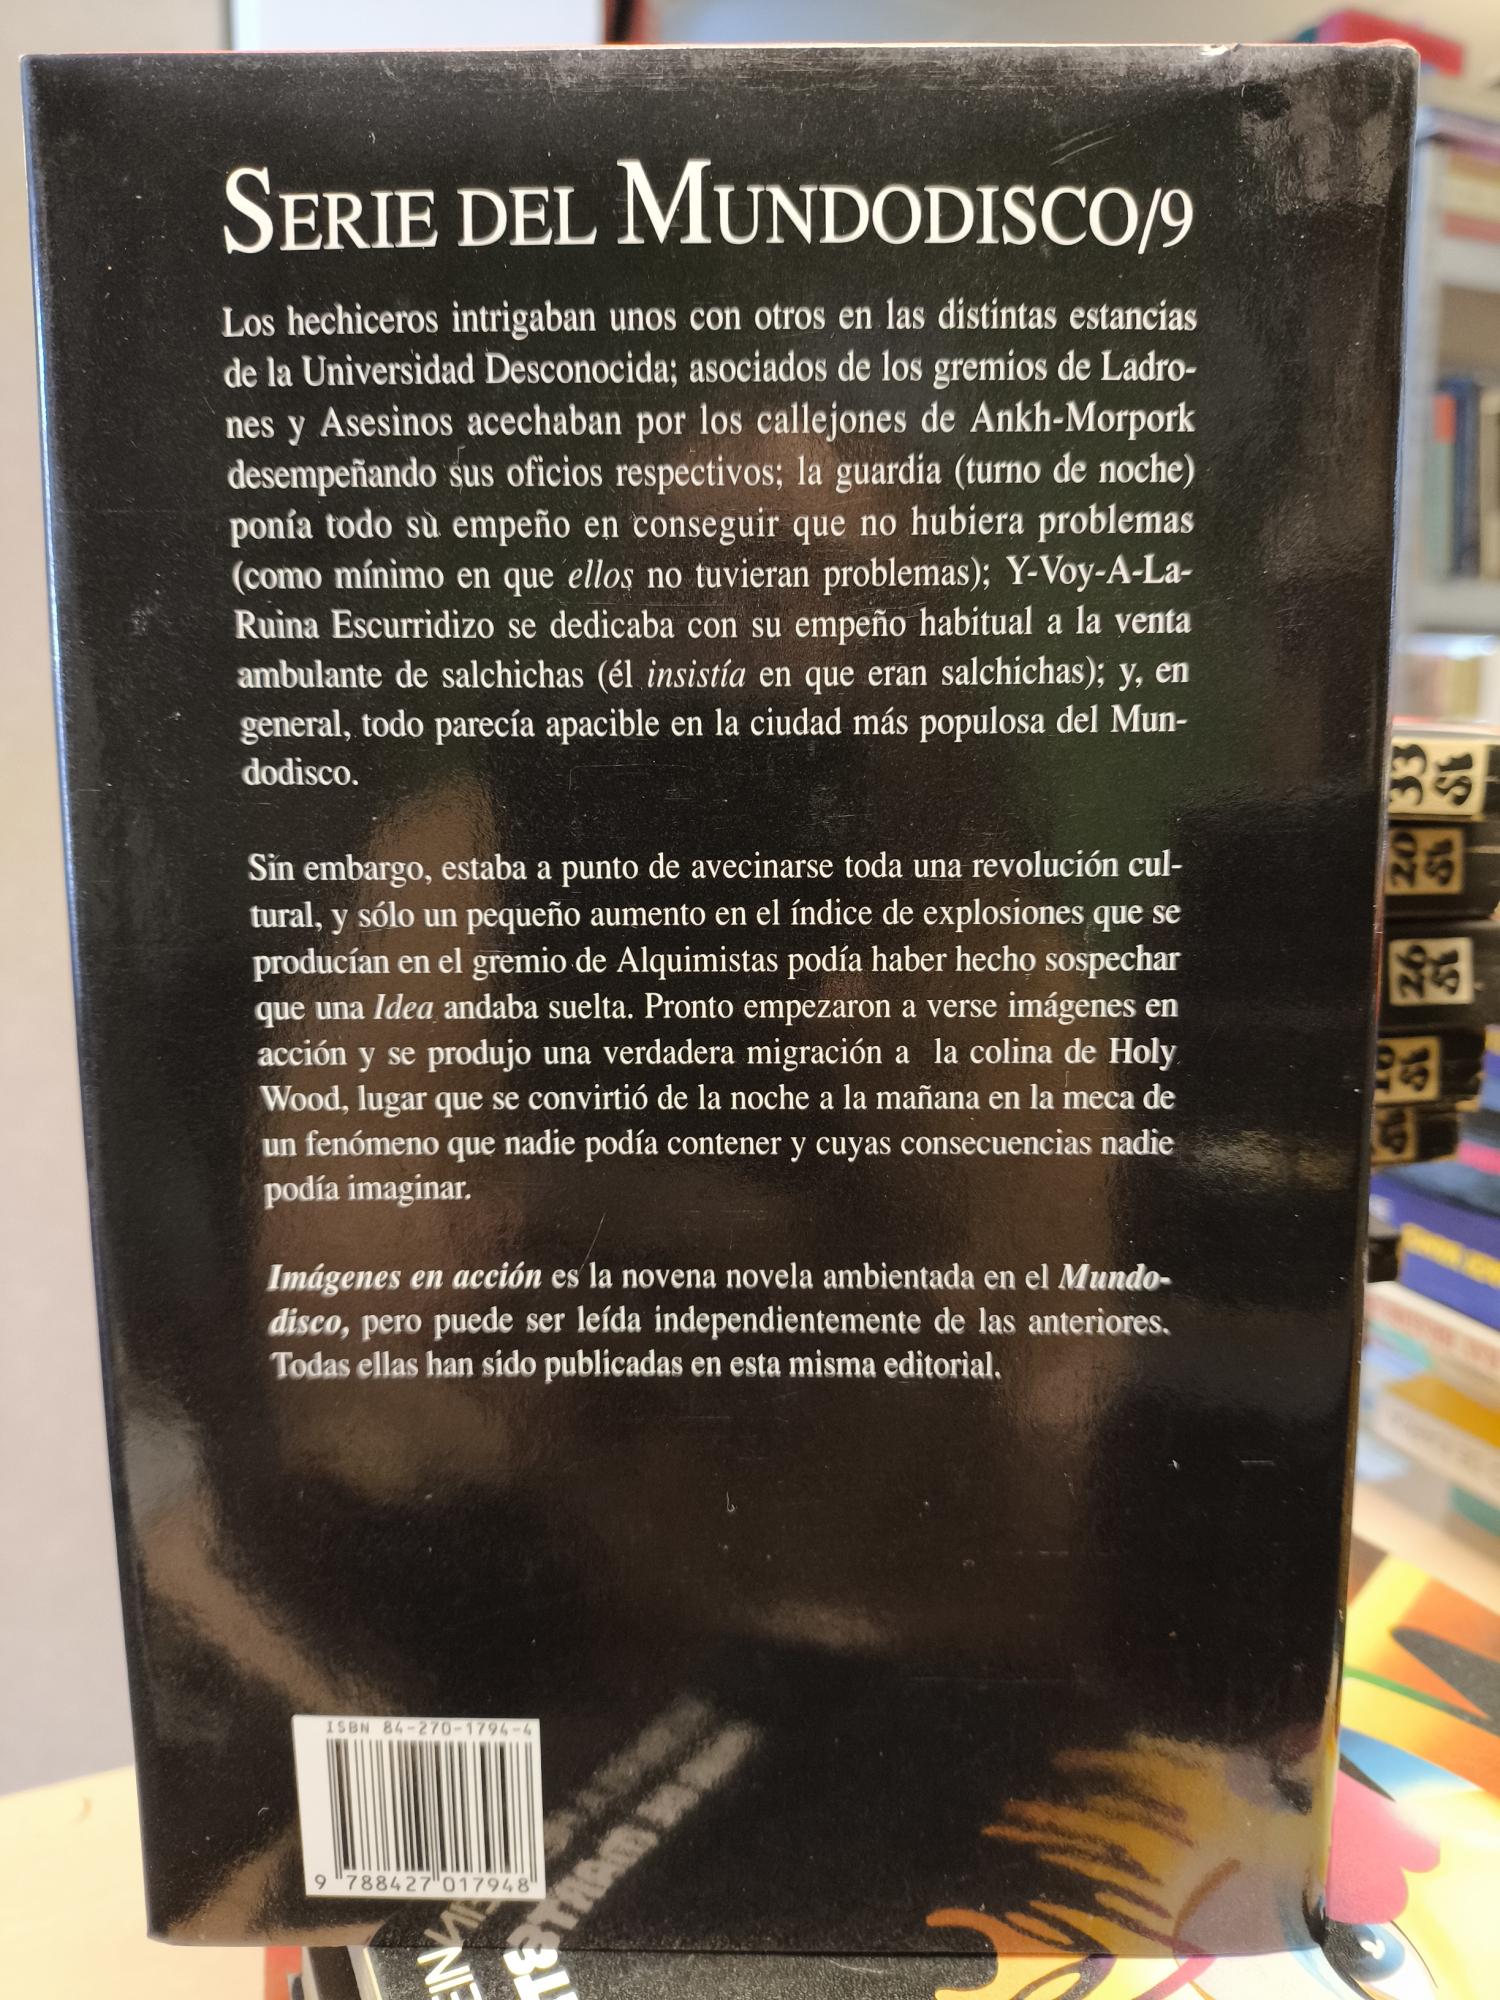 SERIE DEL MUNDODISCO/9
Los hechiceros intrigaban unos con otros en las distintas estancias
de la Universidad Desconocida; asociados de los gremios de Ladro-
nes y Asesinos acechaban por los callejones de Ankh-Morpork
desempeñando sus oficios respectivos; la guardia (turno de noche)
ponía todo su empeño en conseguir que no hubiera problemas
(como mínimo en que ellos no tuvieran problemas); Y-Voy-A-La-
Ruina Escurridizo se dedicaba con su empeño habitual a la venta
ambulante de salchichas (él insistía en que eran salchichas); y, en
general, todo parecía apacible en la ciudad más populosa del Mun-
dodisco.
Sin embargo, estaba a punto de avecinarse toda una revolución cul-
tural, y sólo un pequeño aumento en el índice de explosiones que se
producían en el gremio de Alquimistas podía haber hecho sospechar
que una Idea andaba suelta. Pronto empezaron a verse imágenes en
acción y se produjo una verdadera migración a la colina de Holy
Wood, lugar que se convirtió de la noche a la mañana en la meca de
un fenómeno que nadie podía contener y cuyas consecuencias nadie
podía imaginar.
Imágenes en acción es la novena novela ambientada en el Mundo-
disco, pero puede ser leída independientemente de las anteriores.
Todas ellas han sido publicadas en esta misma editorial.
ISBN 84-270-1794-4
9 788427 017948
33
St
20
St
26
St
St